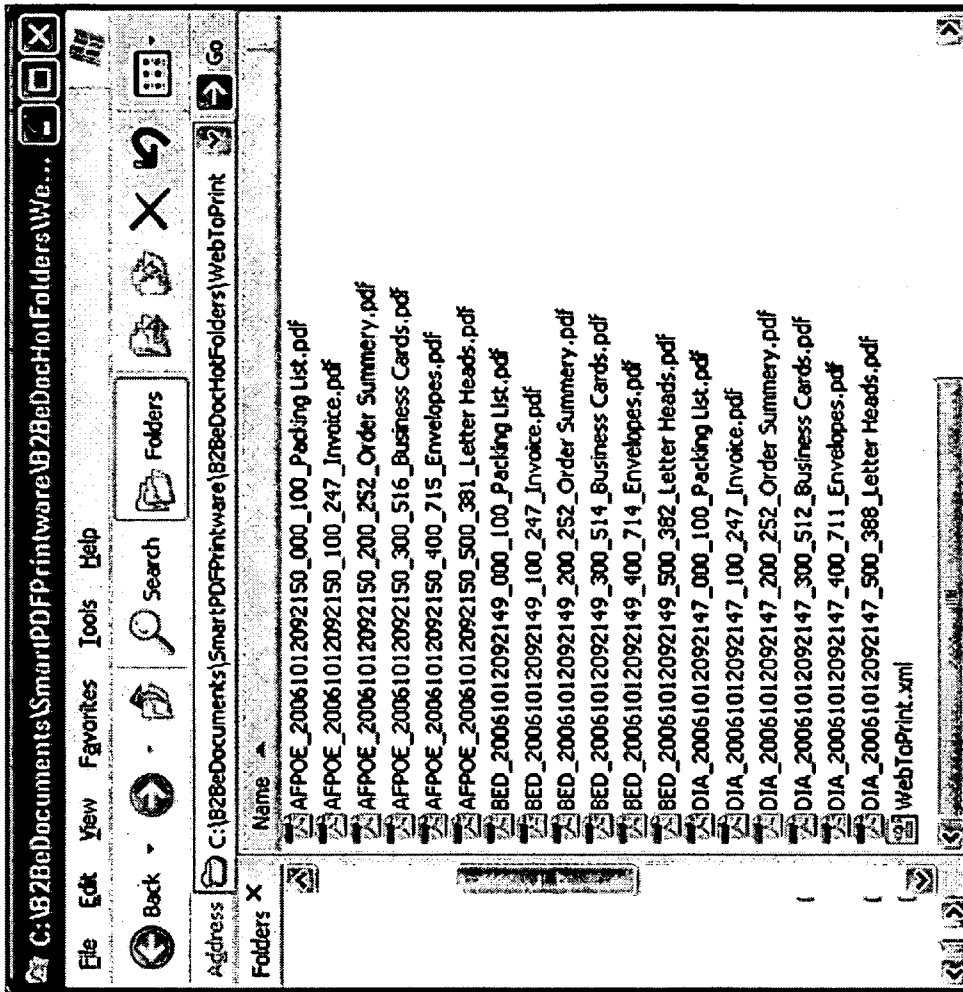 C:\B2BeDocuments\SmartPDFPrintware\B2BeDocHotFolders\We...
File Edit View Favorites Tools Help
Back Search Folders
Address C:\B2BeDocuments\SmartPDFPrintware\B2BeDocHotFolders\WebToPrint Go
Folders X Name
AFPOE_20061012092150_000_100_Packing List.pdf
AFPOE_20061012092150_100_247_Invoice.pdf
AFPOE_20061012092150_200_252_Order Summery.pdf
AFPOE_20061012092150_300_516_Business Cards.pdf
AFPOE_20061012092150_400_715_Envelopes.pdf
AFPOE_20061012092150_500_381_Letter Heads.pdf
BED_20061012092149_000_100_Packing List.pdf
BED_20061012092149_100_247_Invoice.pdf
BED_20061012092149_200_252_Order Summery.pdf
BED_20061012092149_300_514_Business Cards.pdf
BED_20061012092149_400_714_Envelopes.pdf
BED_20061012092149_500_382_Letter Heads.pdf
DIA_20061012092147_000_100_Packing List.pdf
DIA_20061012092147_100_247_Invoice.pdf
DIA_20061012092147_200_252_Order Summery.pdf
DIA_20061012092147_300_512_Business Cards.pdf
DIA_20061012092147_400_711_Envelopes.pdf
DIA_20061012092147_500_388_Letter Heads.pdf
WebToPrint.xml